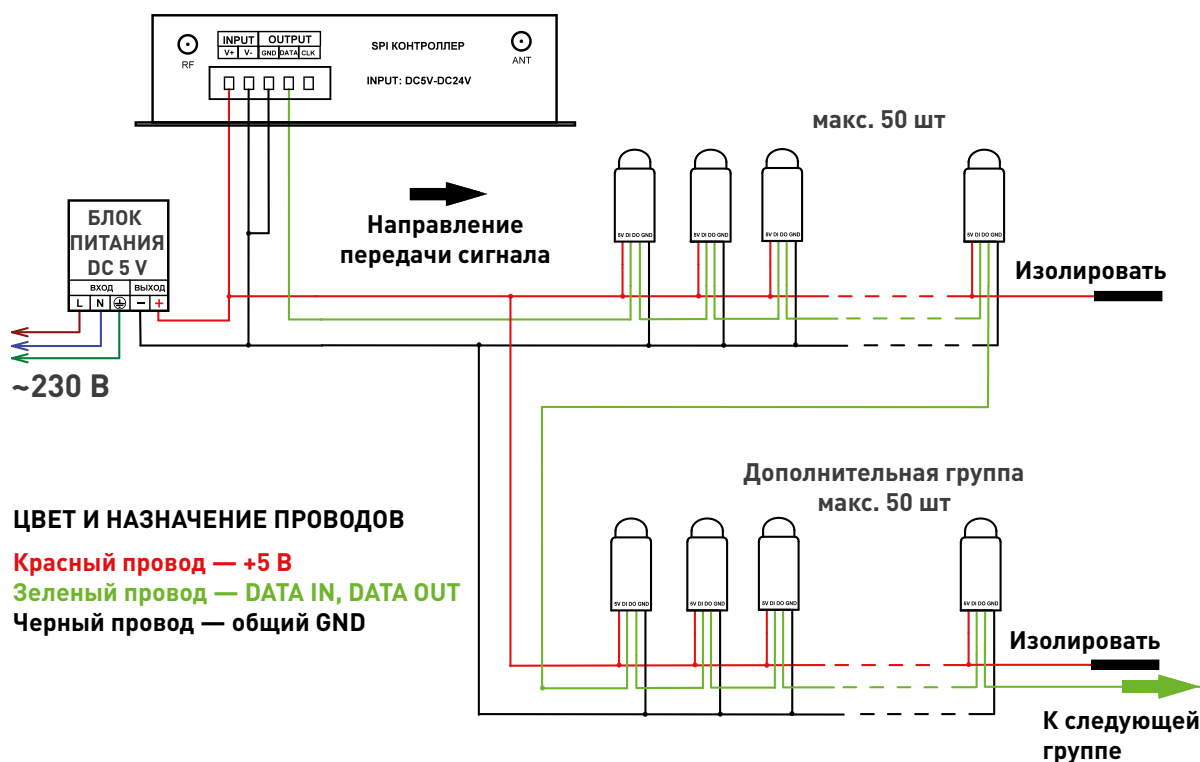 INPUT OUTPUT
V+ V- GND DATA CLK
RF
SPI КОНТРОЛЛЕР
INPUT: DC5V-DC24V
ANT
макс. 50 шт
Направление
передачи сигнала
5V DI DO GND
5V DI DO GND
5V DI DO GND
5V DI DO GND
Изолировать
БЛОК
ПИТАНИЯ
DC 5 V
ВХОД ВЫХОД
L N − +
~230 В
Дополнительная группа
макс. 50 шт
ЦВЕТ И НАЗНАЧЕНИЕ ПРОВОДОВ
Красный провод — +5 В
Зеленый провод — DATA IN, DATA OUT
Черный провод — общий GND
5V DI DO GND
5V DI DO GND
5V DI DO GND
5V DI DO GND
Изолировать
К следующей
группе